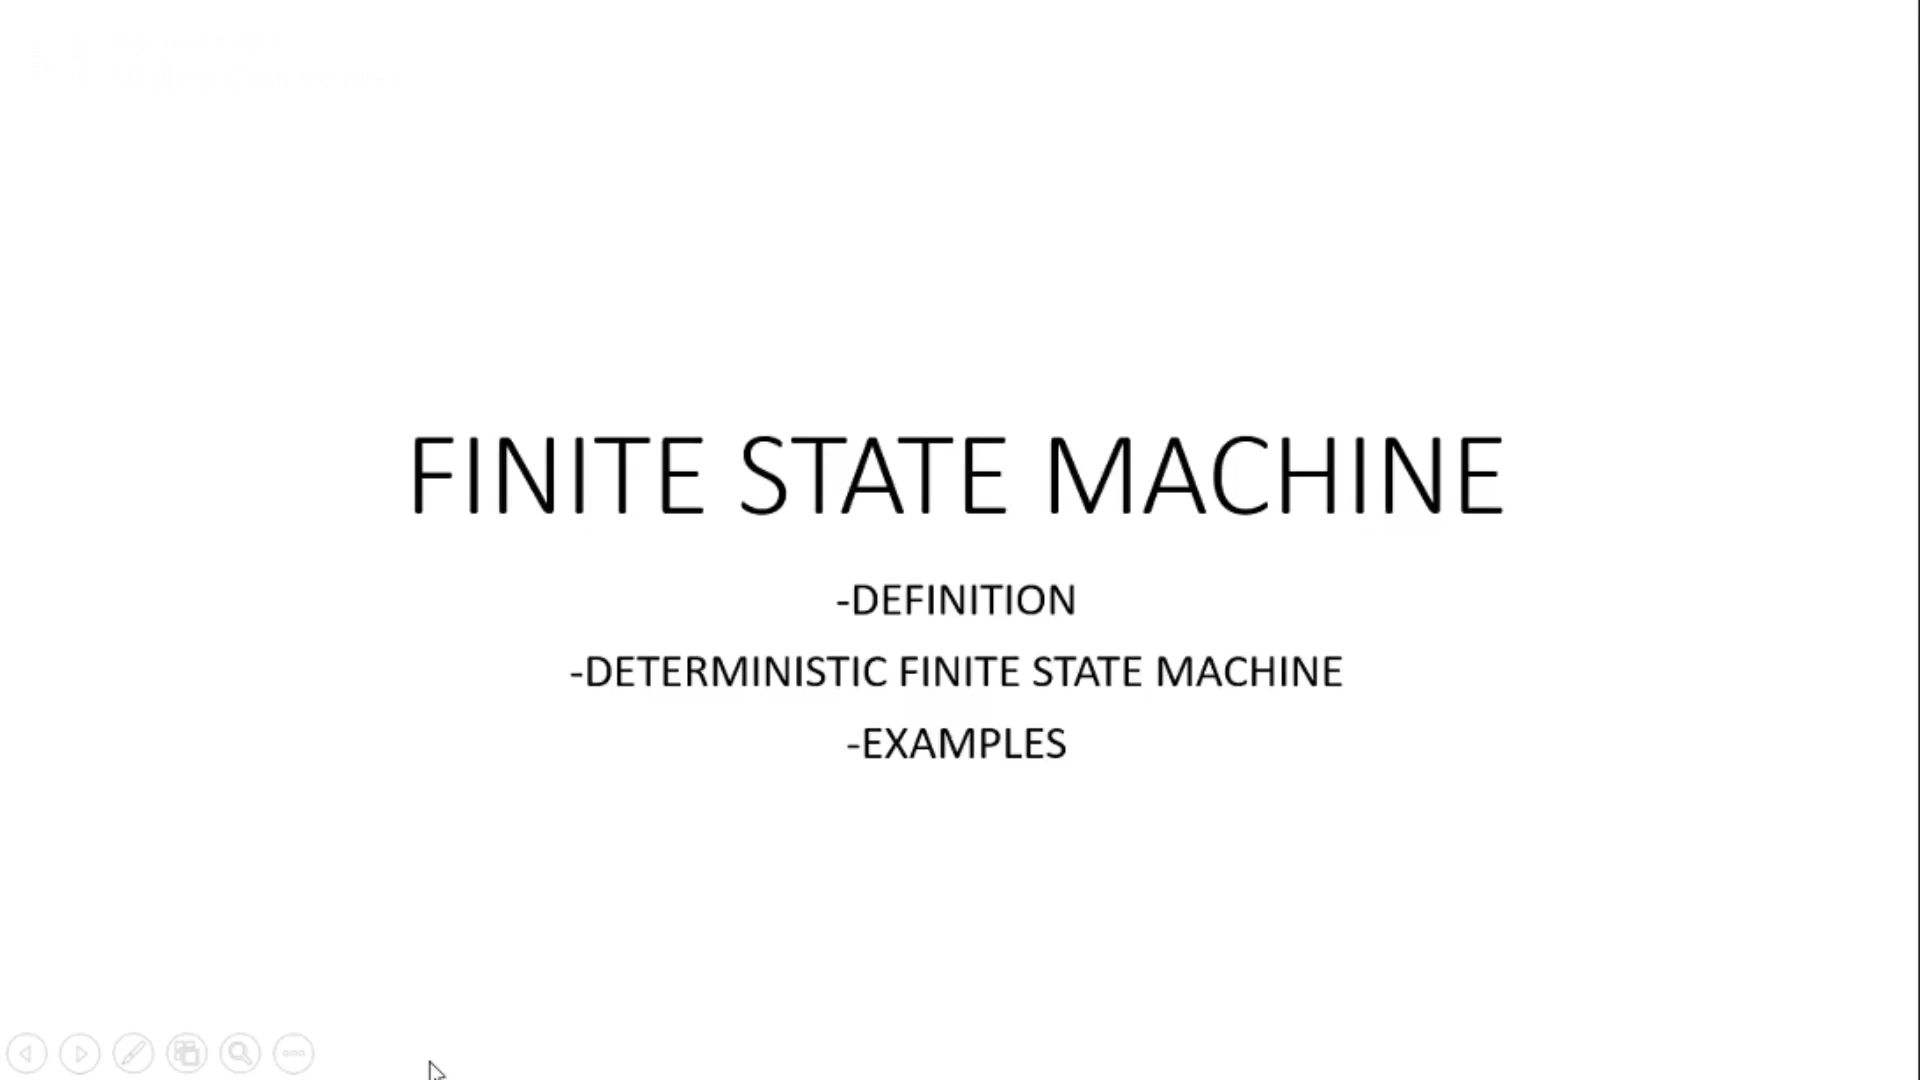 FINITE STATE MACHINE
-DEFINITION
-DETERMINISTIC FINITE STATE MACHINE
-EXAMPLES